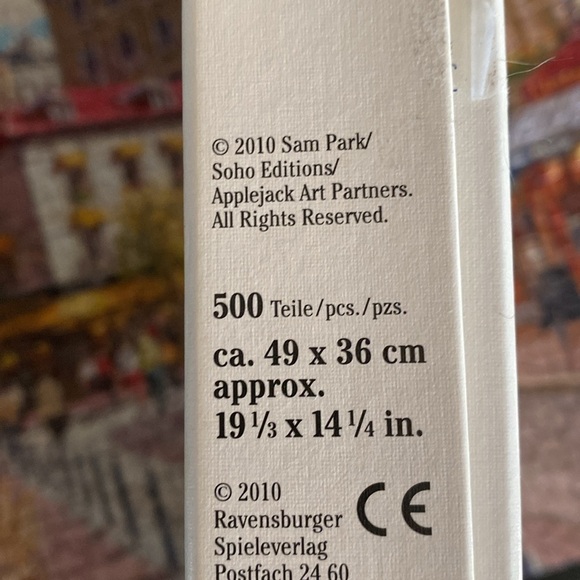 © 2010 Sam Park/
Soho Editions/
Applejack Art Partners.
All Rights Reserved.
500 Teile/pcs./pzs.
ca. 49 x 36 cm
approx.
19 1/3 x 14 1/4 in.
© 2010
Ravensburger
Spieleverlag
Postfach 24 60
CE